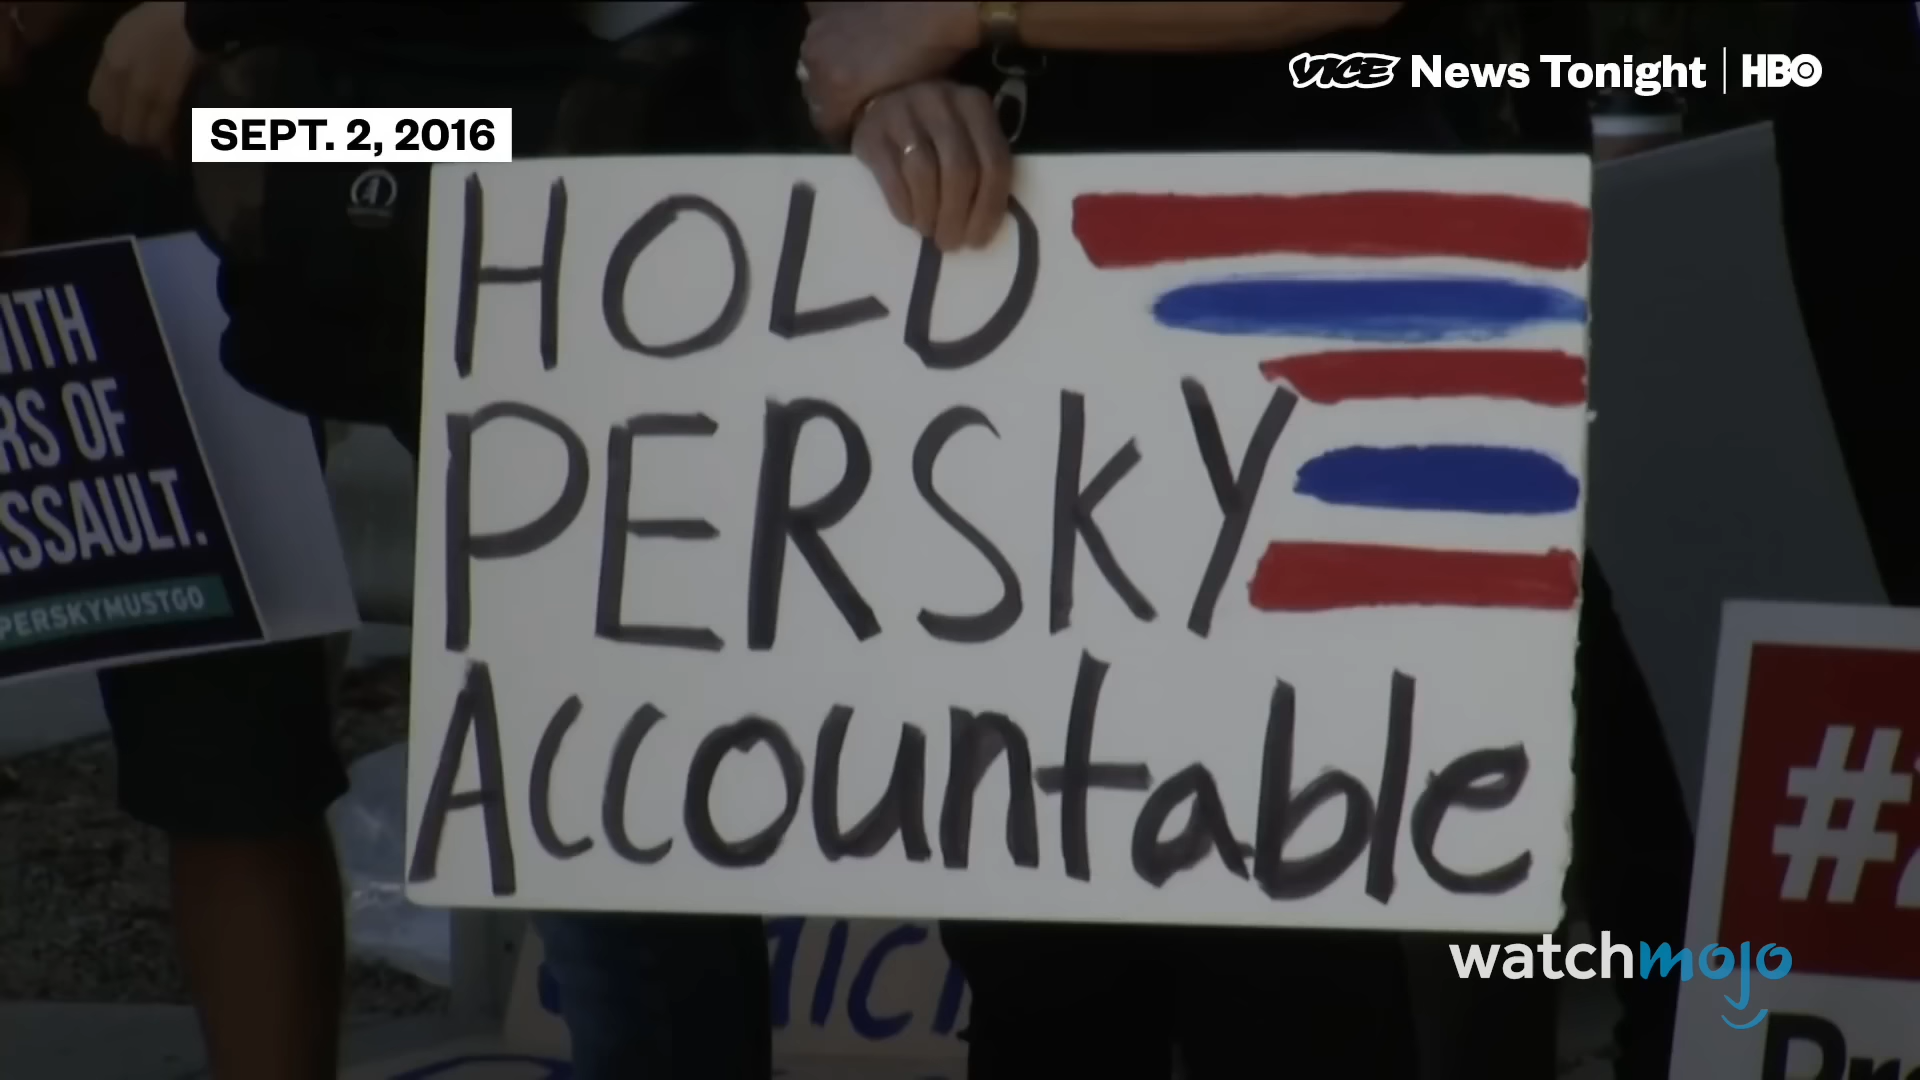 VICE News Tonight | HBO
SEPT. 2, 2016
HOLD
PERSKY
Accountable
ITH
RS OF
SSAULT.
PERSKYMUSTGO
#
watchmojo